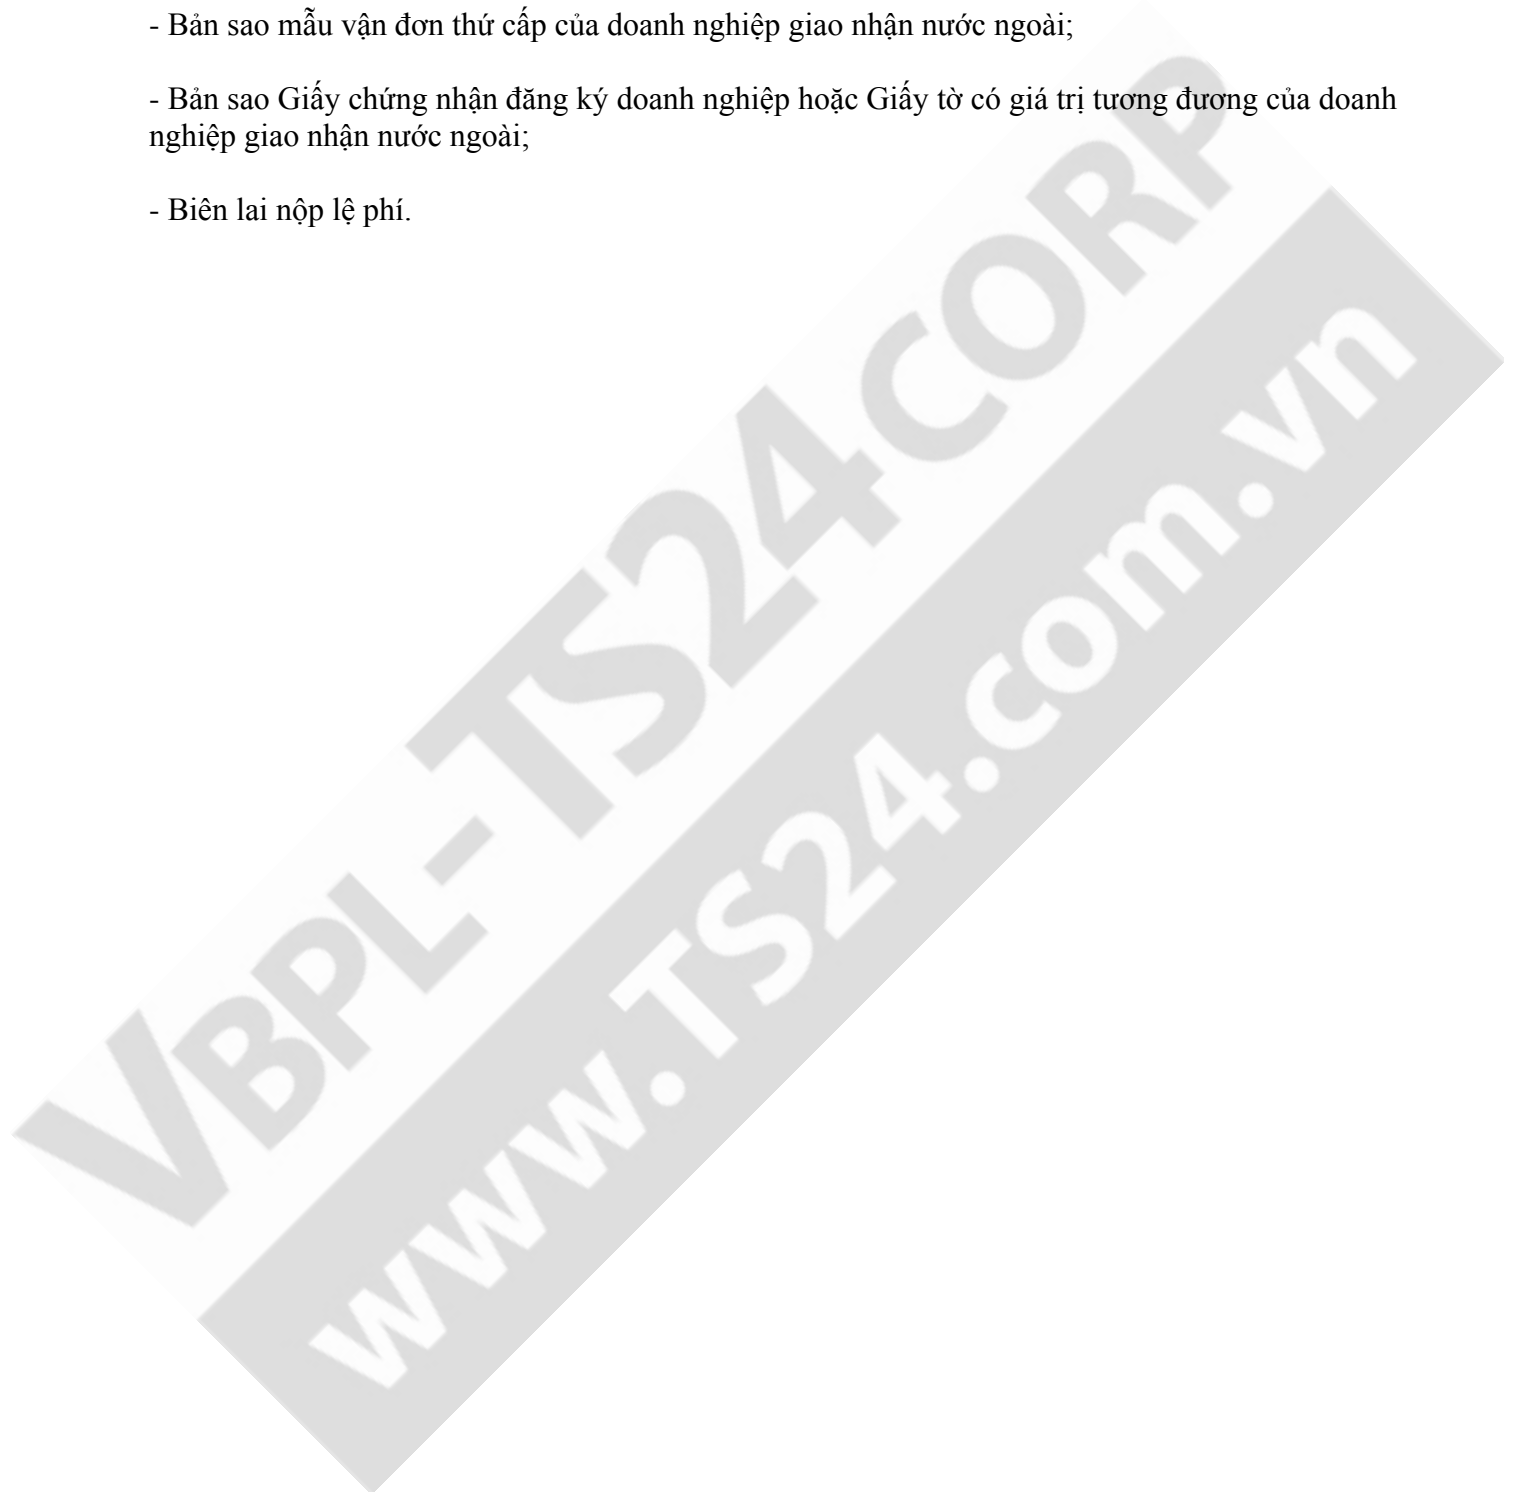 - Bản sao mẫu vận đơn thứ cấp của doanh nghiệp giao nhận nước ngoài;
- Bản sao Giấy chứng nhận đăng ký doanh nghiệp hoặc Giấy tờ có giá trị tương đương của doanh
nghiệp giao nhận nước ngoài;
- Biên lai nộp lệ phí.
VBPL-TS24CORP
www.TS24.com.vn